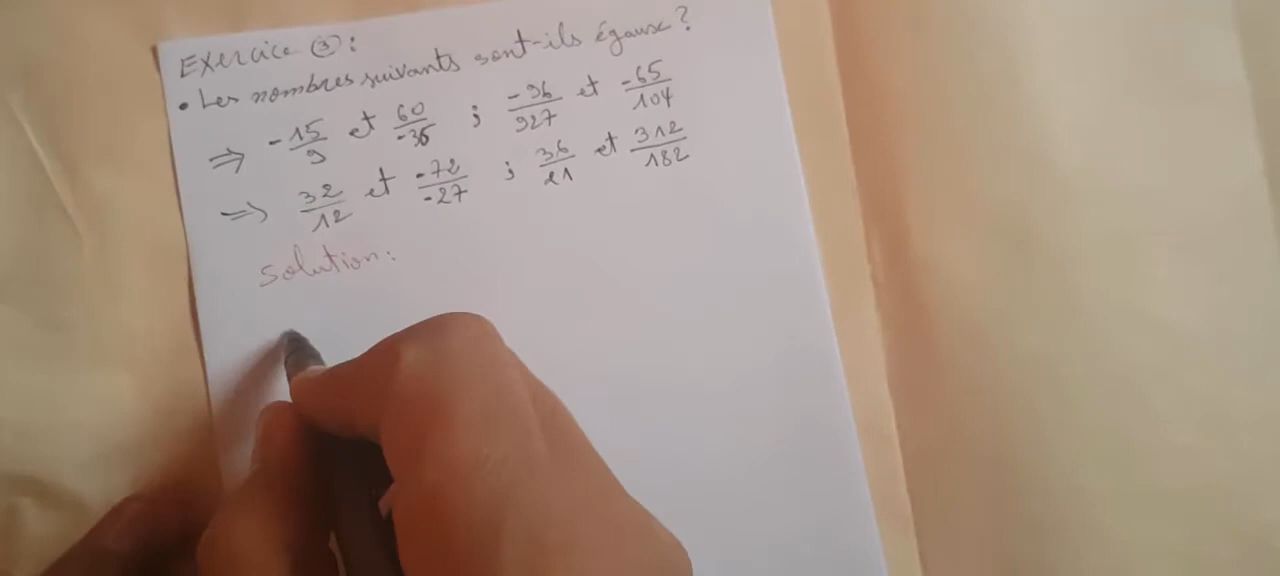 Exercice ③ :
• Les nombres suivants sont-ils égaux ?
⇒ -15/9 et 60/-36 ; -96/927 et -65/104
⇒ 32/12 et -72/-27 ; 36/21 et 312/182
Solution :